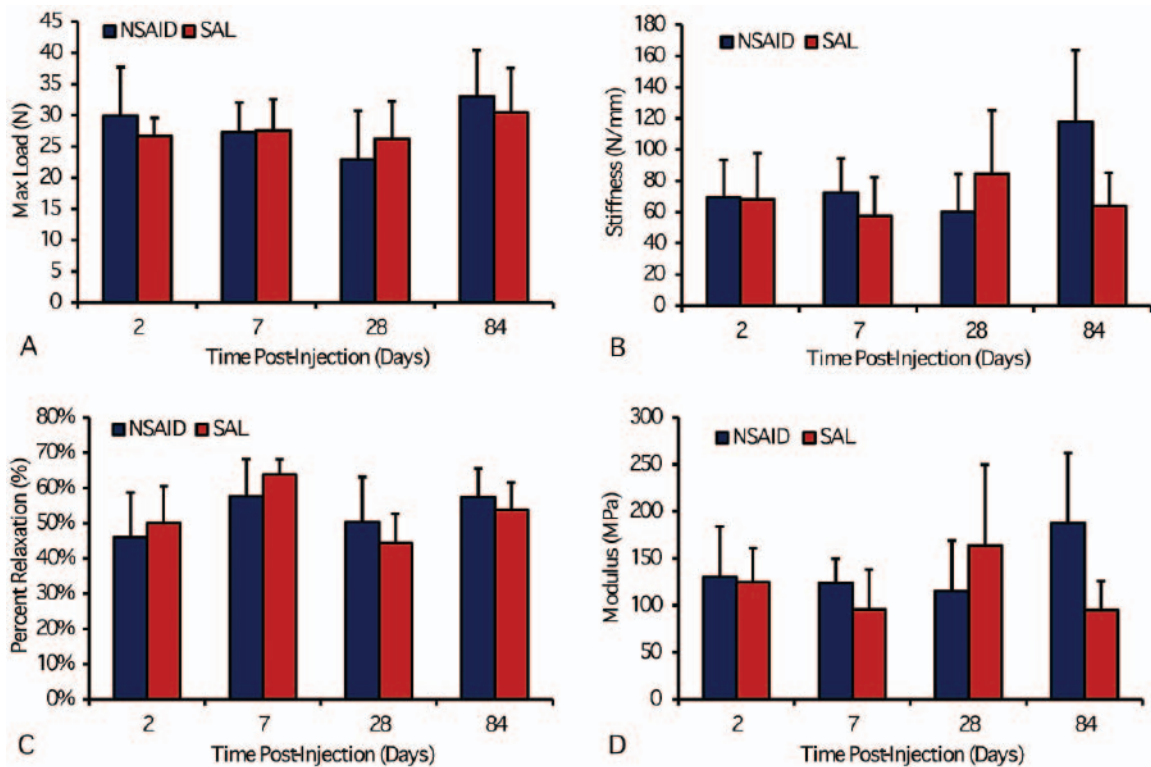 45
40
35
30
25
20
15
10
5
0
Max Load (N)
NSAID SAL
2 7 28 84
A
Time Post-Injection (Days)
180
160
140
120
100
80
60
40
20
0
Stiffness (N/mm)
NSAID SAL
2 7 28 84
B
Time Post-Injection (Days)
80%
70%
60%
50%
40%
30%
20%
10%
0%
Percent Relaxation (%)
NSAID SAL
2 7 28 84
C
Time Post-Injection (Days)
300
250
200
150
100
50
0
Modulus (MPa)
NSAID SAL
2 7 28 84
D
Time Post-Injection (Days)